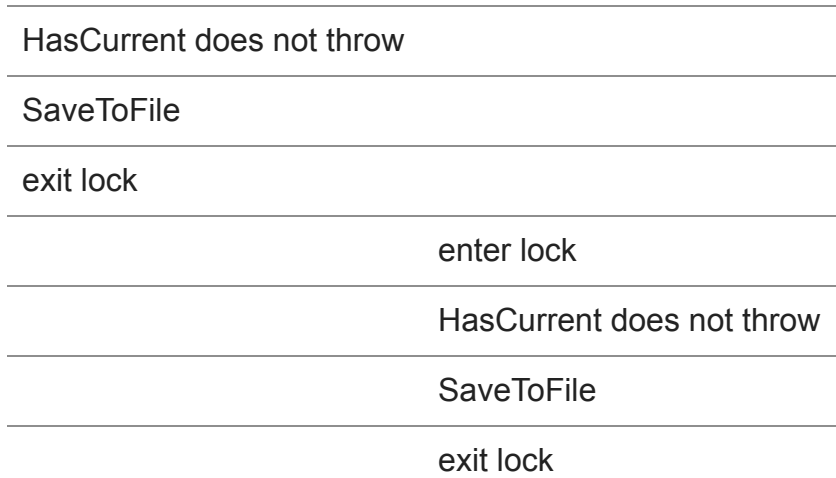 HasCurrent does not throw
SaveToFile
exit lock
enter lock
HasCurrent does not throw
SaveToFile
exit lock